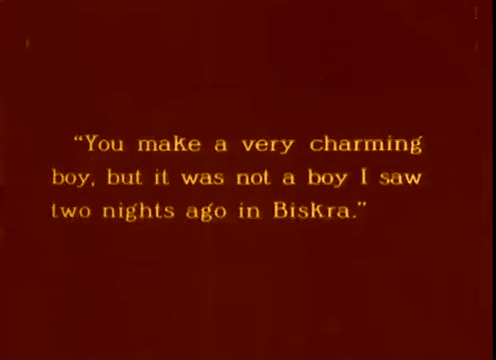 “You make a very charming
boy, but it was not a boy I saw
two nights ago in Biskra.”